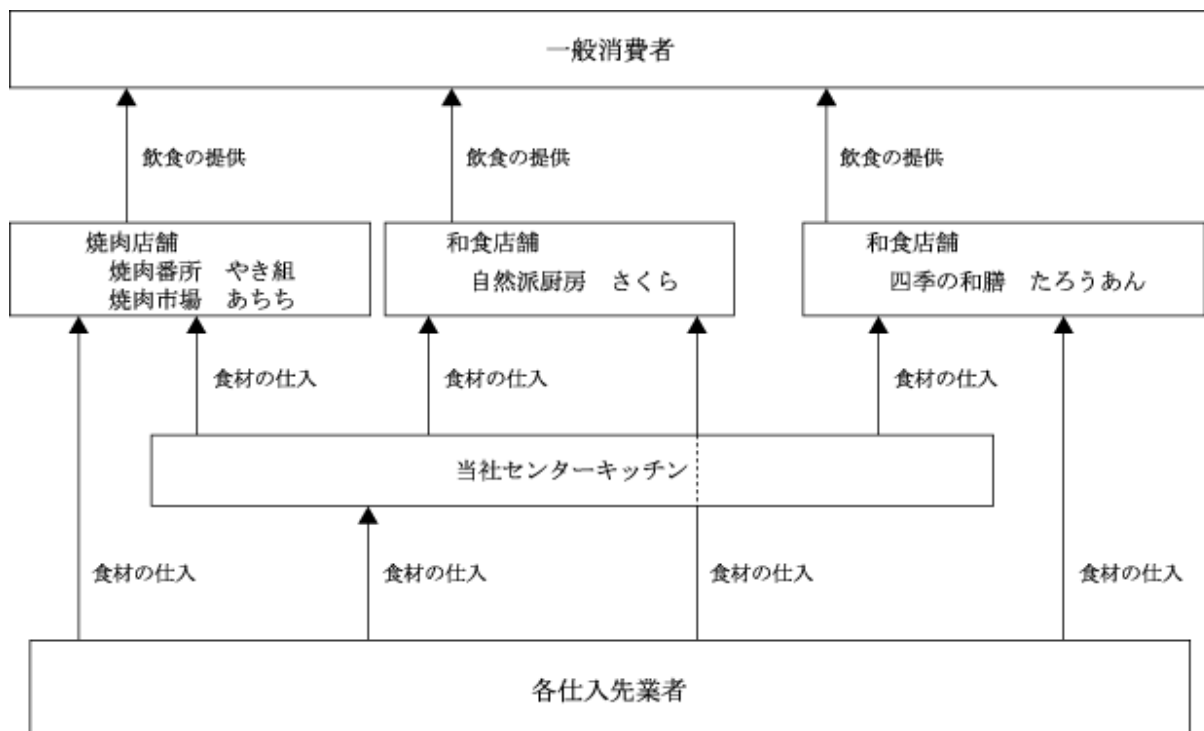 一般消費者
飲食の提供
飲食の提供
飲食の提供
焼肉店舗
焼肉番所　やき組
焼肉市場　あちち
和食店舗
自然派厨房　さくら
和食店舗
四季の和膳　たろうあん
食材の仕入
食材の仕入
食材の仕入
当社センターキッチン
食材の仕入
食材の仕入
食材の仕入
食材の仕入
各仕入先業者